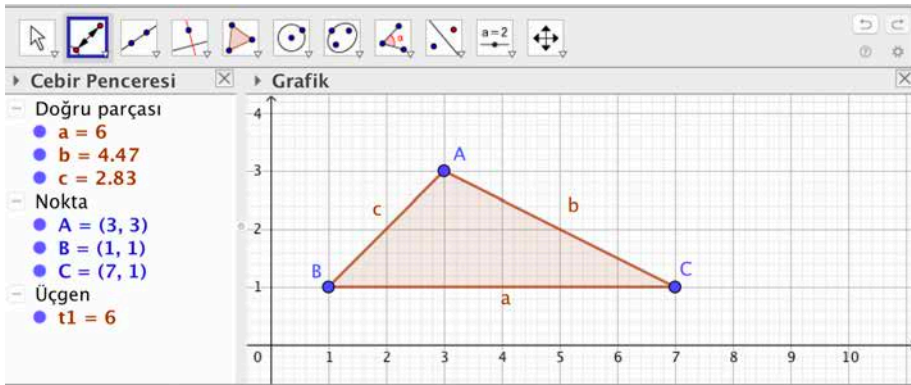 a=2
Cebir Penceresi
Grafik
Doğru parçası
a = 6
b = 4.47
c = 2.83
Nokta
A = (3, 3)
B = (1, 1)
C = (7, 1)
Üçgen
t1 = 6
4
3
2
1
0 1 2 3 4 5 6 7 8 9 10
A
c
b
B
C
a
α